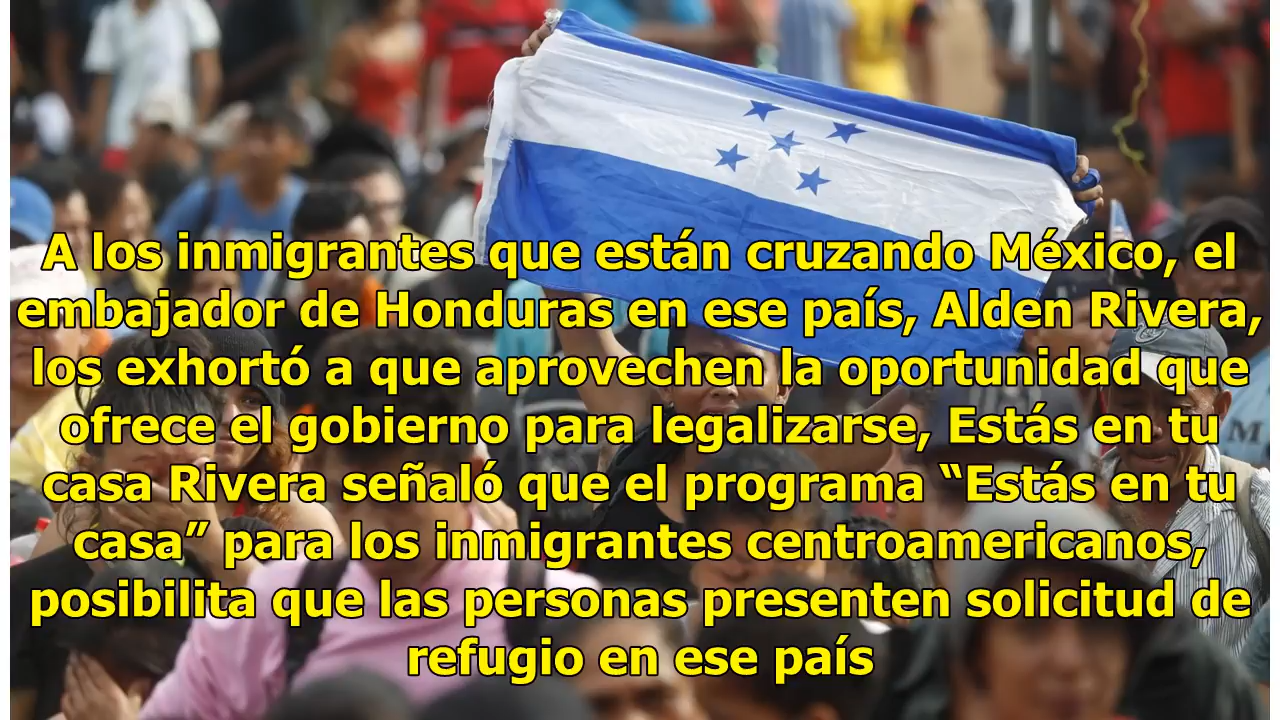 A los inmigrantes que están cruzando México, el
embajador de Honduras en ese país, Alden Rivera,
los exhortó a que aprovechen la oportunidad que
ofrece el gobierno para legalizarse, Estás en tu
casa Rivera señaló que el programa “Estás en tu
casa” para los inmigrantes centroamericanos,
posibilita que las personas presenten solicitud de
refugio en ese país
M